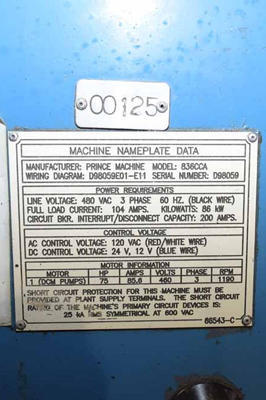 00125
MACHINE NAMEPLATE DATA
MANUFACTURER: PRINCE MACHINE MODEL: 836CCA
WIRING DIAGRAM: D98059E01-E11 SERIAL NUMBER: D98059
POWER REQUIREMENTS
LINE VOLTAGE: 480 VAC 3 PHASE 60 HZ. (BLACK WIRE)
FULL LOAD CURRENT: 104 AMPS. KILOWATTS: 86 kW
CIRCUIT BKR. INTERRUPT/DISCONNECT CAPACITY: 200 AMPS.
CONTROL VOLTAGE
AC CONTROL VOLTAGE: 120 VAC (RED/WHITE WIRE)
DC CONTROL VOLTAGE: 24 V, 12 V (BLUE WIRE)
MOTOR INFORMATION
MOTOR HP AMPS VOLTS PHASE RPM
1 (DCM PUMPS) 75 85.8 460 3 1190
SHORT CIRCUIT PROTECTION FOR THIS MACHINE MUST BE
PROVIDED AT PLANT SUPPLY TERMINALS. THE SHORT CIRCUIT
RATING OF THE MACHINE'S PRIMARY CIRCUIT DEVICES IS:
25 kA RMS SYMMETRICAL AT 600 VAC
66543-C